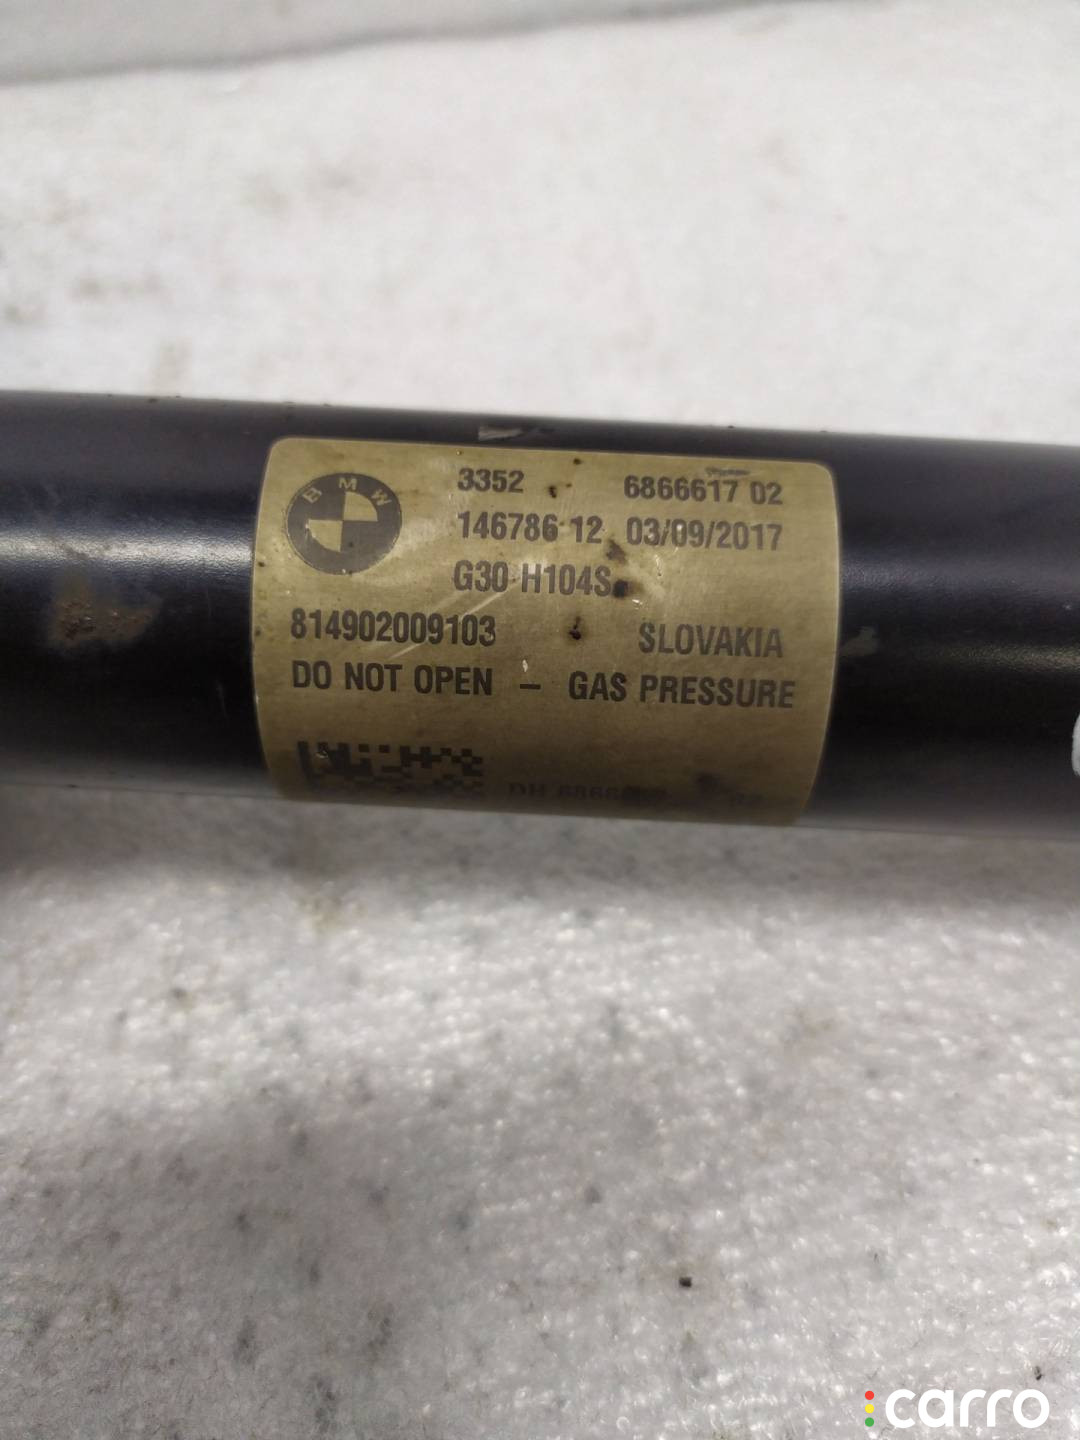 BMW
3352 6866617 02
146786 12 03/09/2017
G30 H104S
814902009103 SLOVAKIA
DO NOT OPEN - GAS PRESSURE
DH
carro